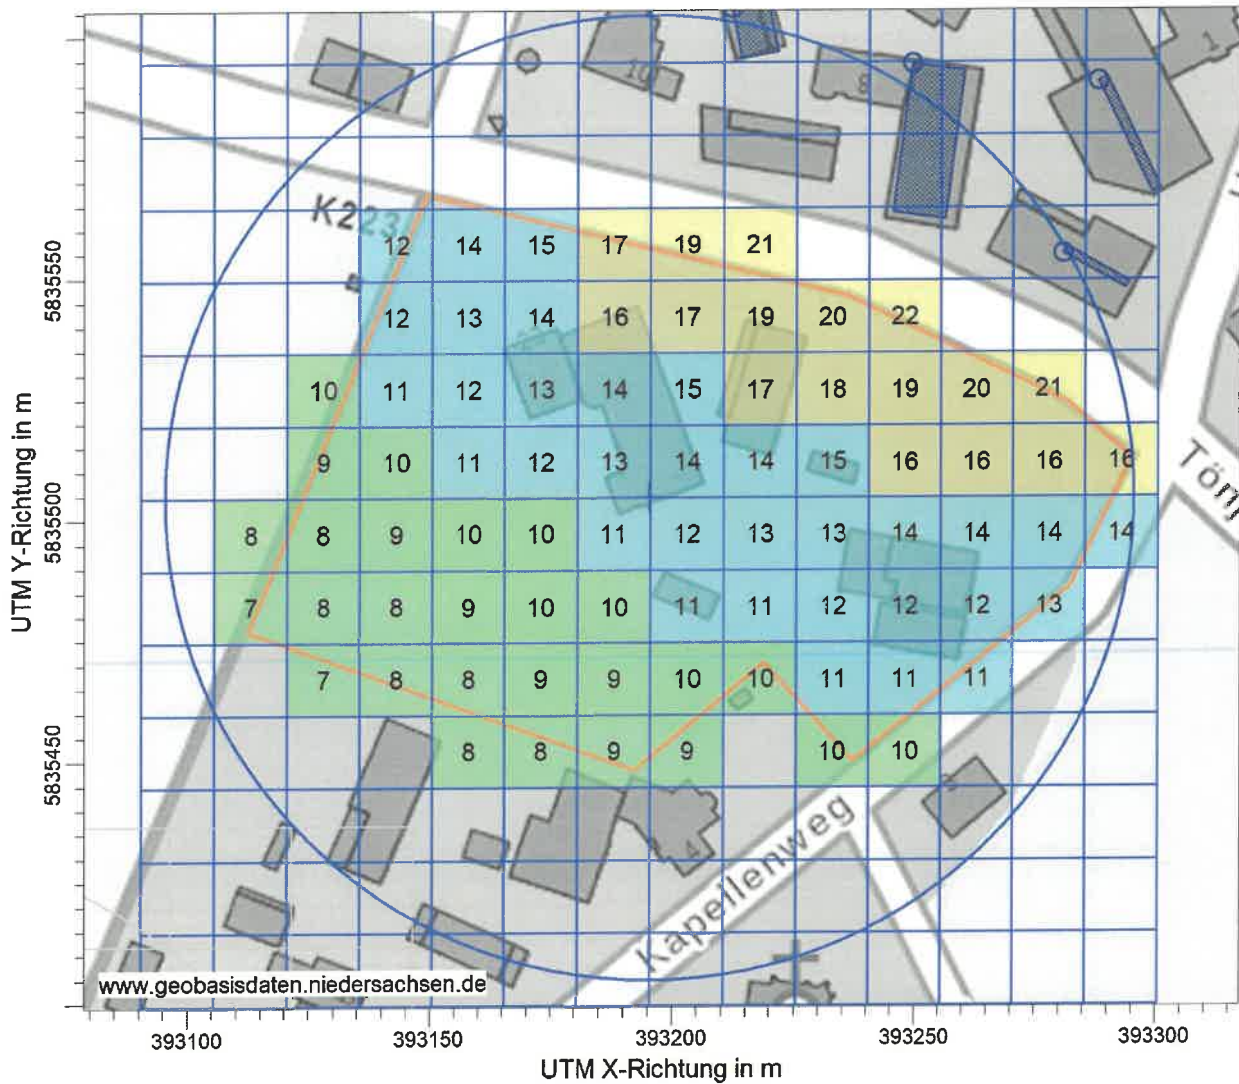 10
8
1
K223
12 14 15 17 19 21
12 13 14 16 17 19 20 22
10 11 12 13 14 15 17 18 19 20 21
9 10 11 12 13 14 14 15 16 16 16 16
8 8 9 10 10 11 12 13 13 14 14 14 14
7 8 8 9 10 10 11 11 12 12 12 13
7 8 8 9 9 10 10 11 11 11
8 8 9 9 10 10
4
Kapellenweg
www.geobasisdaten.niedersachsen.de
5835550
5835500
5835450
UTM Y-Richtung in m
393100 393150 393200 393250 393300
UTM X-Richtung in m